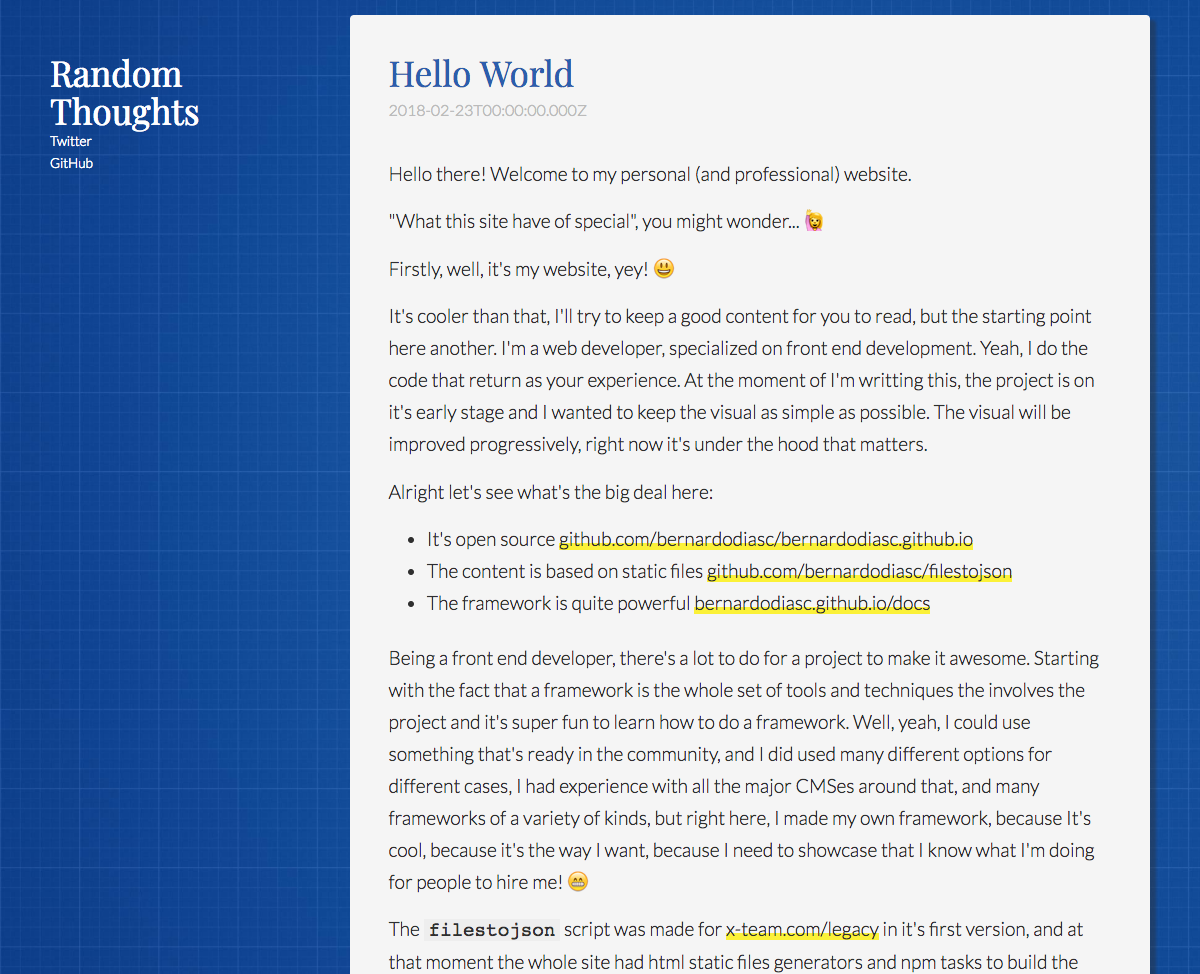 Random
Thoughts
Twitter
GitHub
Hello World
2018-02-23T00:00:00.000Z
Hello there! Welcome to my personal (and professional) website.
"What this site have of special", you might wonder... 🙋
Firstly, well, it's my website, yey! 😃
It's cooler than that, I'll try to keep a good content for you to read, but the starting point
here another. I'm a web developer, specialized on front end development. Yeah, I do the
code that return as your experience. At the moment of I'm writting this, the project is on
it's early stage and I wanted to keep the visual as simple as possible. The visual will be
improved progressively, right now it's under the hood that matters.
Alright let's see what's the big deal here:
• It's open source github.com/bernardodiasc/bernardodiasc.github.io
• The content is based on static files github.com/bernardodiasc/filestojson
• The framework is quite powerful bernardodiasc.github.io/docs
Being a front end developer, there's a lot to do for a project to make it awesome. Starting
with the fact that a framework is the whole set of tools and techniques the involves the
project and it's super fun to learn how to do a framework. Well, yeah, I could use
something that's ready in the community, and I did used many different options for
different cases, I had experience with all the major CMSes around that, and many
frameworks of a variety of kinds, but right here, I made my own framework, because It's
cool, because it's the way I want, because I need to showcase that I know what I'm doing
for people to hire me! 😁
The filestojson script was made for x-team.com/legacy in it's first version, and at
that moment the whole site had html static files generators and npm tasks to build the